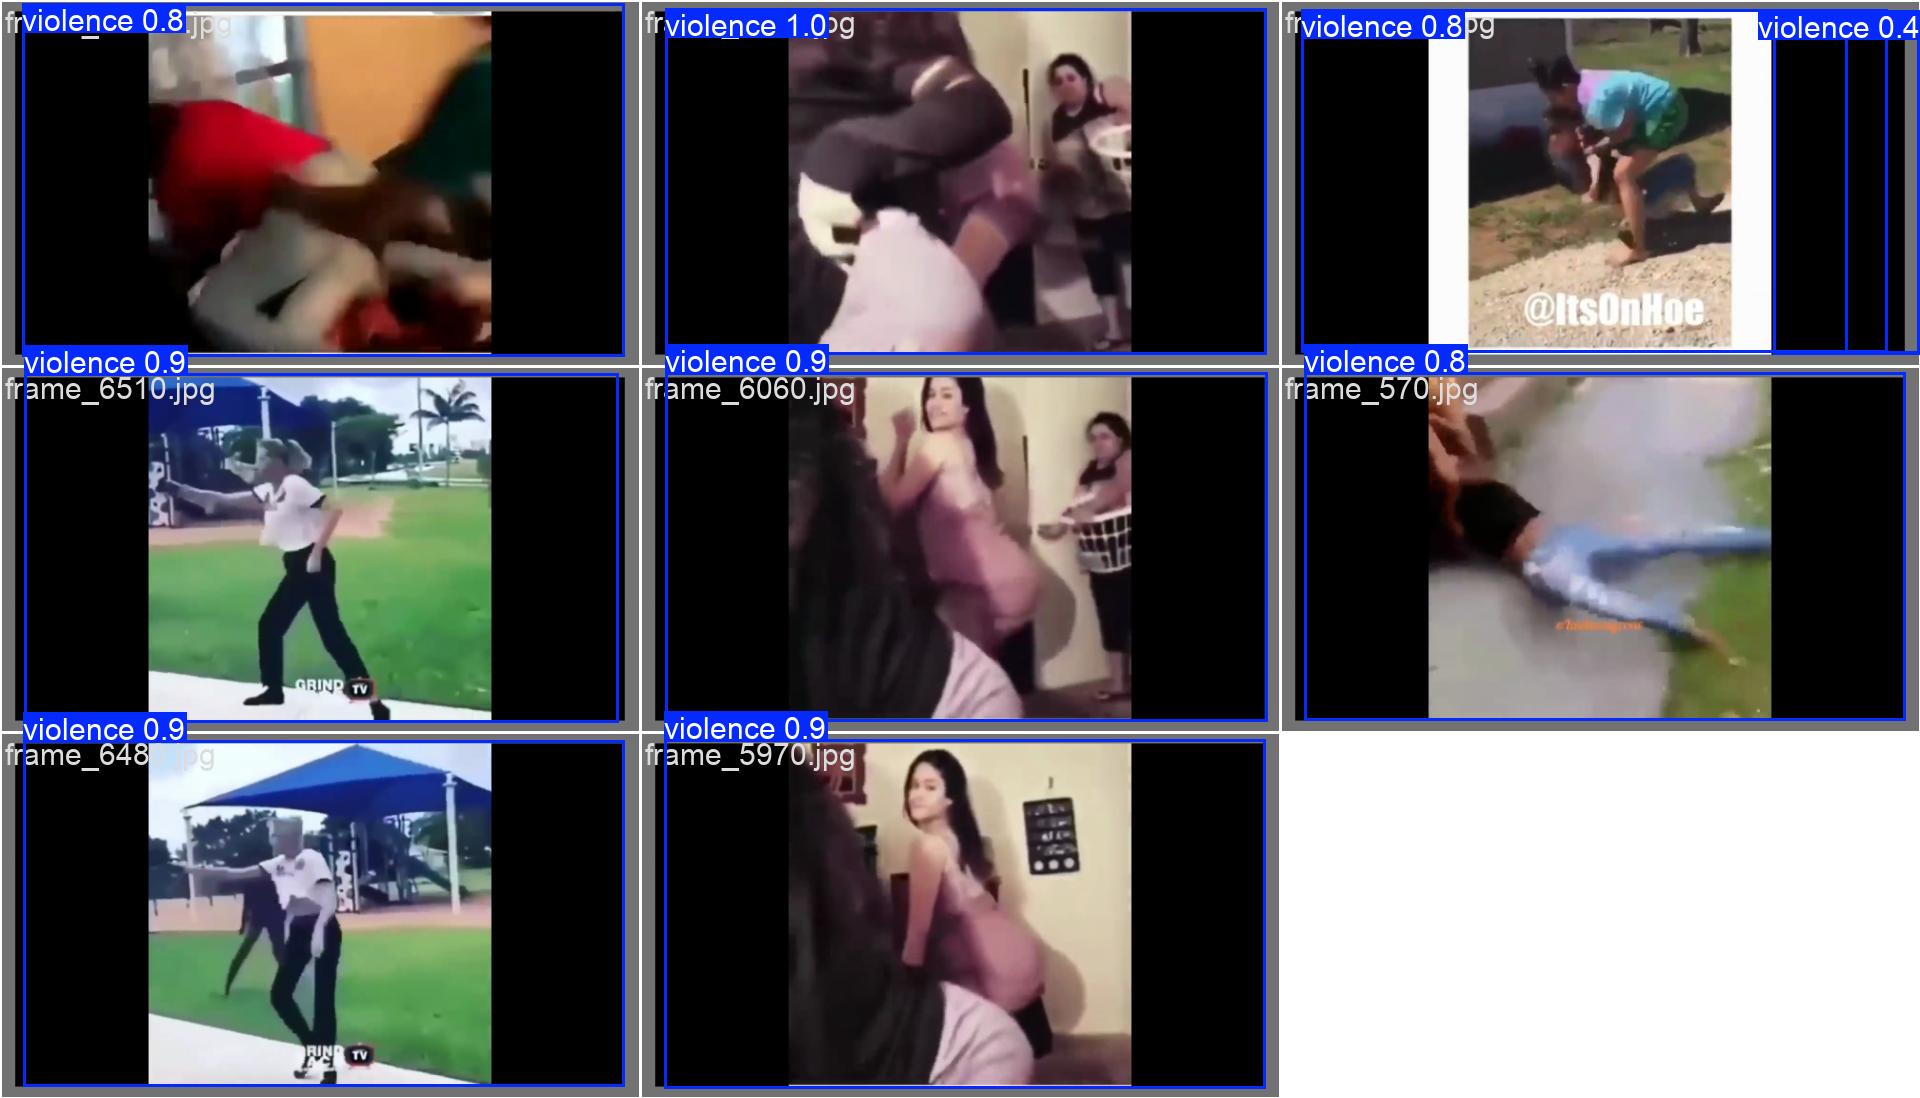 violence 0.8
violence 1.0
violence 0.8
violence 0.4
.jpg
@ItsOnHoe
violence 0.9
frame_6510.jpg
GRIND TV
violence 0.9
frame_6060.jpg
violence 0.8
frame_570.jpg
violence 0.9
violence 0.9
frame_5970.jpg
TV